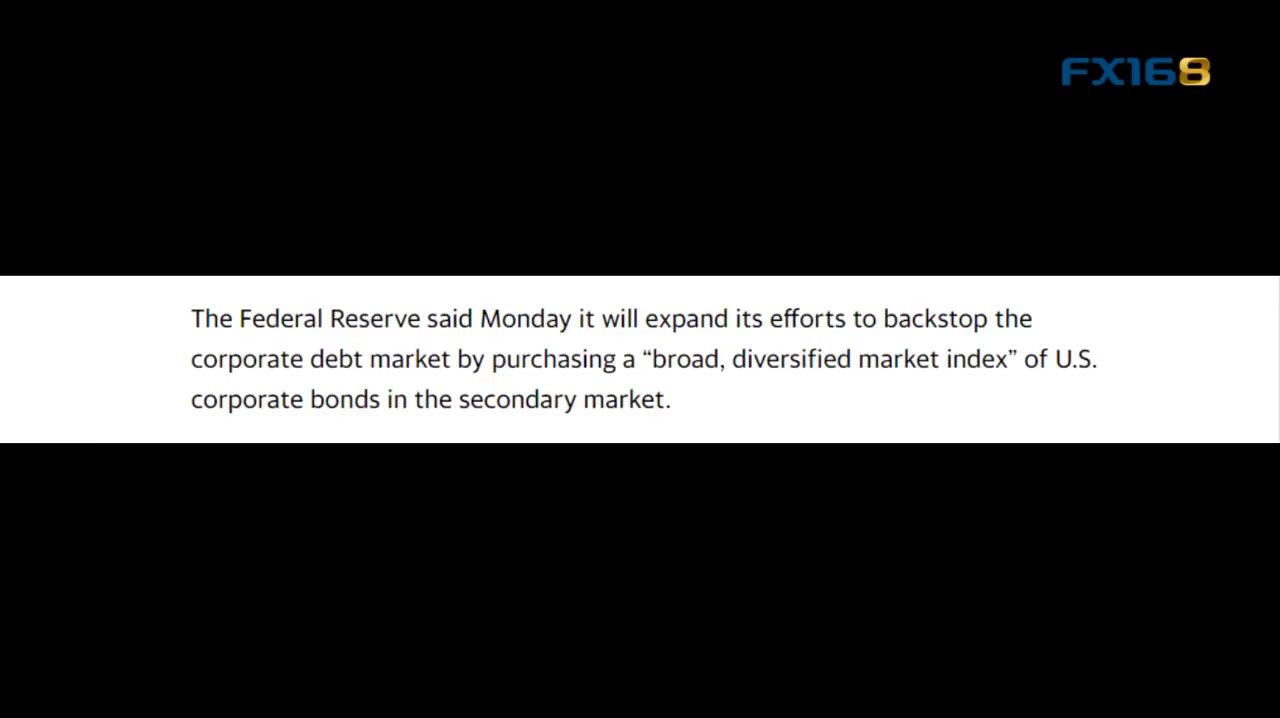 FX168
The Federal Reserve said Monday it will expand its efforts to backstop the
corporate debt market by purchasing a “broad, diversified market index” of U.S.
corporate bonds in the secondary market.